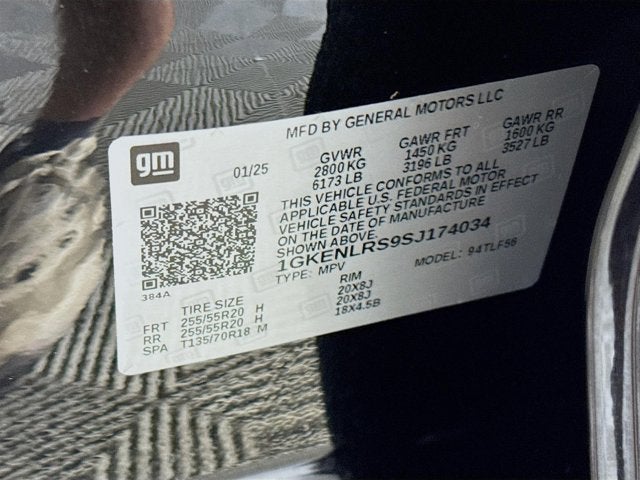 gm
MFD BY GENERAL MOTORS LLC
01/25
GVWR GAWR FRT GAWR RR
2800 KG 1450 KG 1600 KG
6173 LB 3196 LB 3527 LB
THIS VEHICLE CONFORMS TO ALL
APPLICABLE U.S. FEDERAL MOTOR
VEHICLE SAFETY STANDARDS IN EFFECT
ON THE DATE OF MANUFACTURE
SHOWN ABOVE.
1GKENLRS9SJ174034
TYPE: MPV MODEL: 94TLF56
384A
TIRE SIZE RIM
FRT 255/55R20 H 20X8J
RR 255/55R20 H 20X8J
SPA T135/70R18 M 18X4.5B